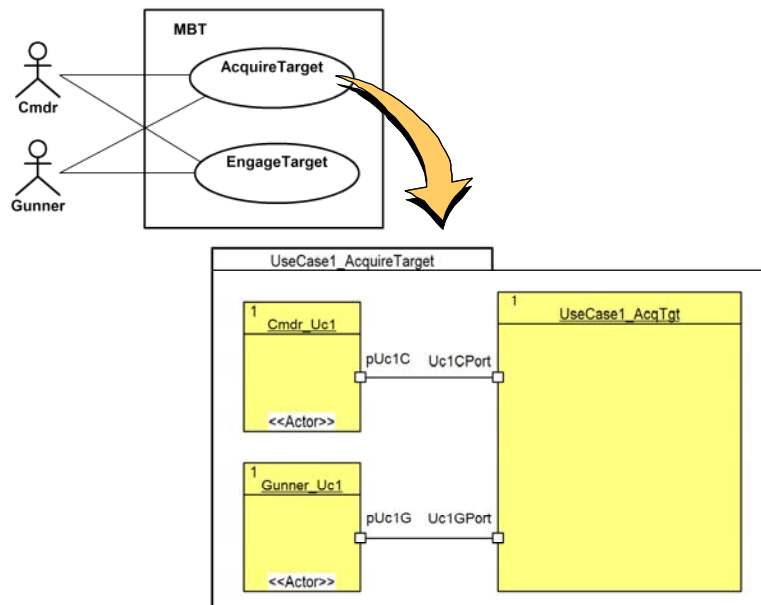 MBT
AcquireTarget
Cmdr
EngageTarget
Gunner
UseCase1_AcquireTarget
1
Cmdr_Uc1
1
UseCase1_AcqTgt
pUc1C
Uc1CPort
<<Actor>>
1
Gunner_Uc1
pUc1G
Uc1GPort
<<Actor>>